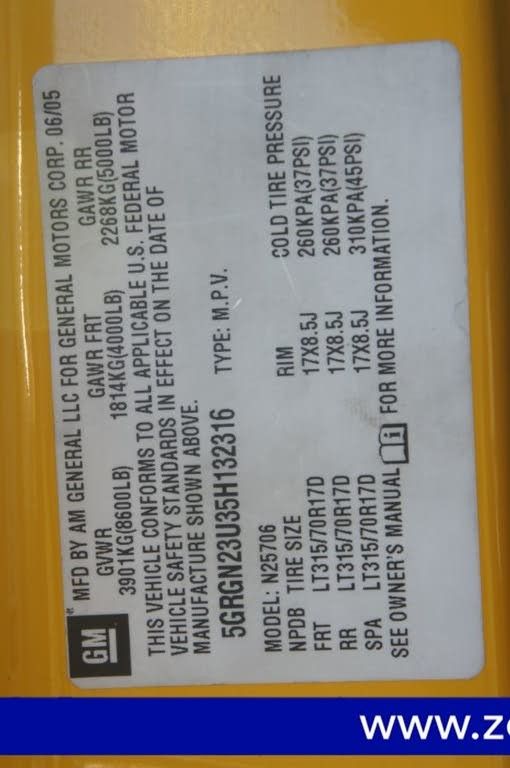 GM
MFD BY AM GENERAL LLC FOR GENERAL MOTORS CORP. 06/05
GVWR GAWR FRT GAWR RR
3901KG(8600LB) 1814KG(4000LB) 2268KG(5000LB)
THIS VEHICLE CONFORMS TO ALL APPLICABLE U.S. FEDERAL MOTOR
VEHICLE SAFETY STANDARDS IN EFFECT ON THE DATE OF
MANUFACTURE SHOWN ABOVE.
5GRGN23U35H132316 TYPE: M.P.V.
MODEL: N25706
NPDB TIRE SIZE RIM COLD TIRE PRESSURE
FRT LT315/70R17D 17X8.5J 260KPA(37PSI)
RR LT315/70R17D 17X8.5J 260KPA(37PSI)
SPA LT315/70R17D 17X8.5J 310KPA(45PSI)
SEE OWNER'S MANUAL i FOR MORE INFORMATION.
www.z